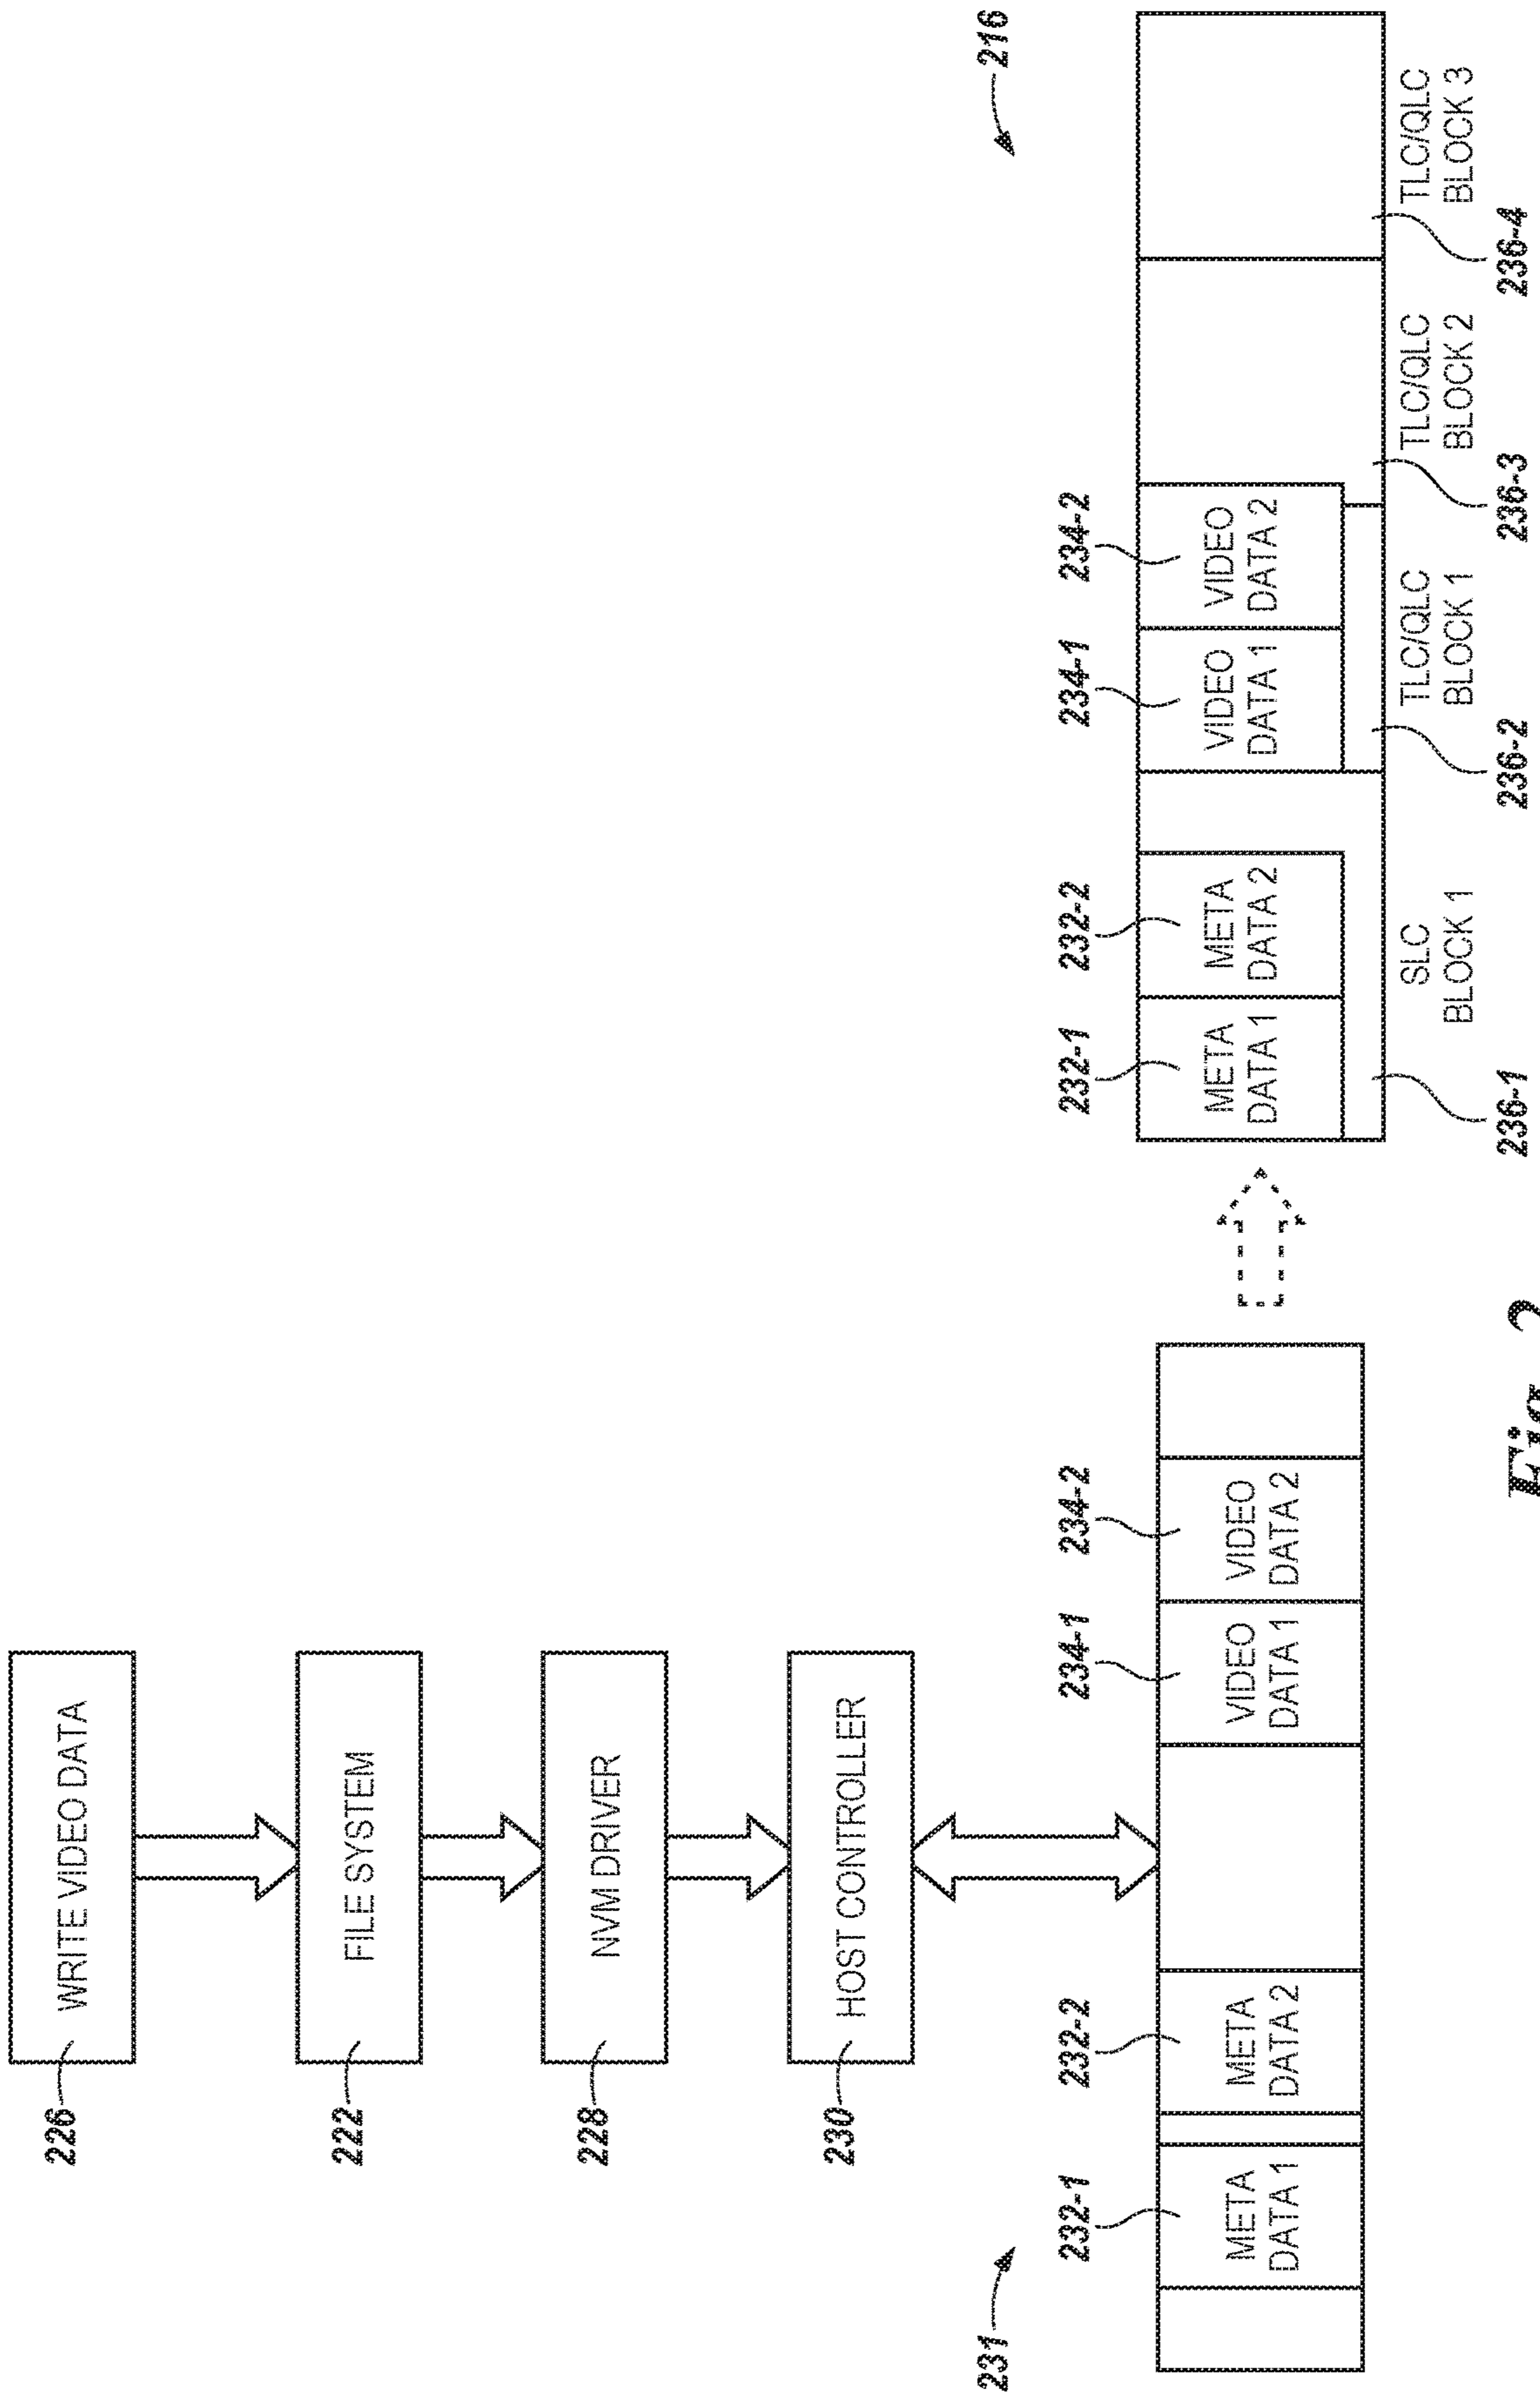 226
WRITE VIDEO DATA
222
FILE SYSTEM
228
NVM DRIVER
230
HOST CONTROLLER
231
232-1
232-2
234-1
234-2
META
DATA 1
META
DATA 2
VIDEO
DATA 1
VIDEO
DATA 2
216
232-1
232-2
234-1
234-2
META
DATA 1
META
DATA 2
VIDEO
DATA 1
VIDEO
DATA 2
SLC
BLOCK 1
TLC/QLC
BLOCK 1
TLC/QLC
BLOCK 2
TLC/QLC
BLOCK 3
236-1
236-2
236-3
236-4
Fig. 2